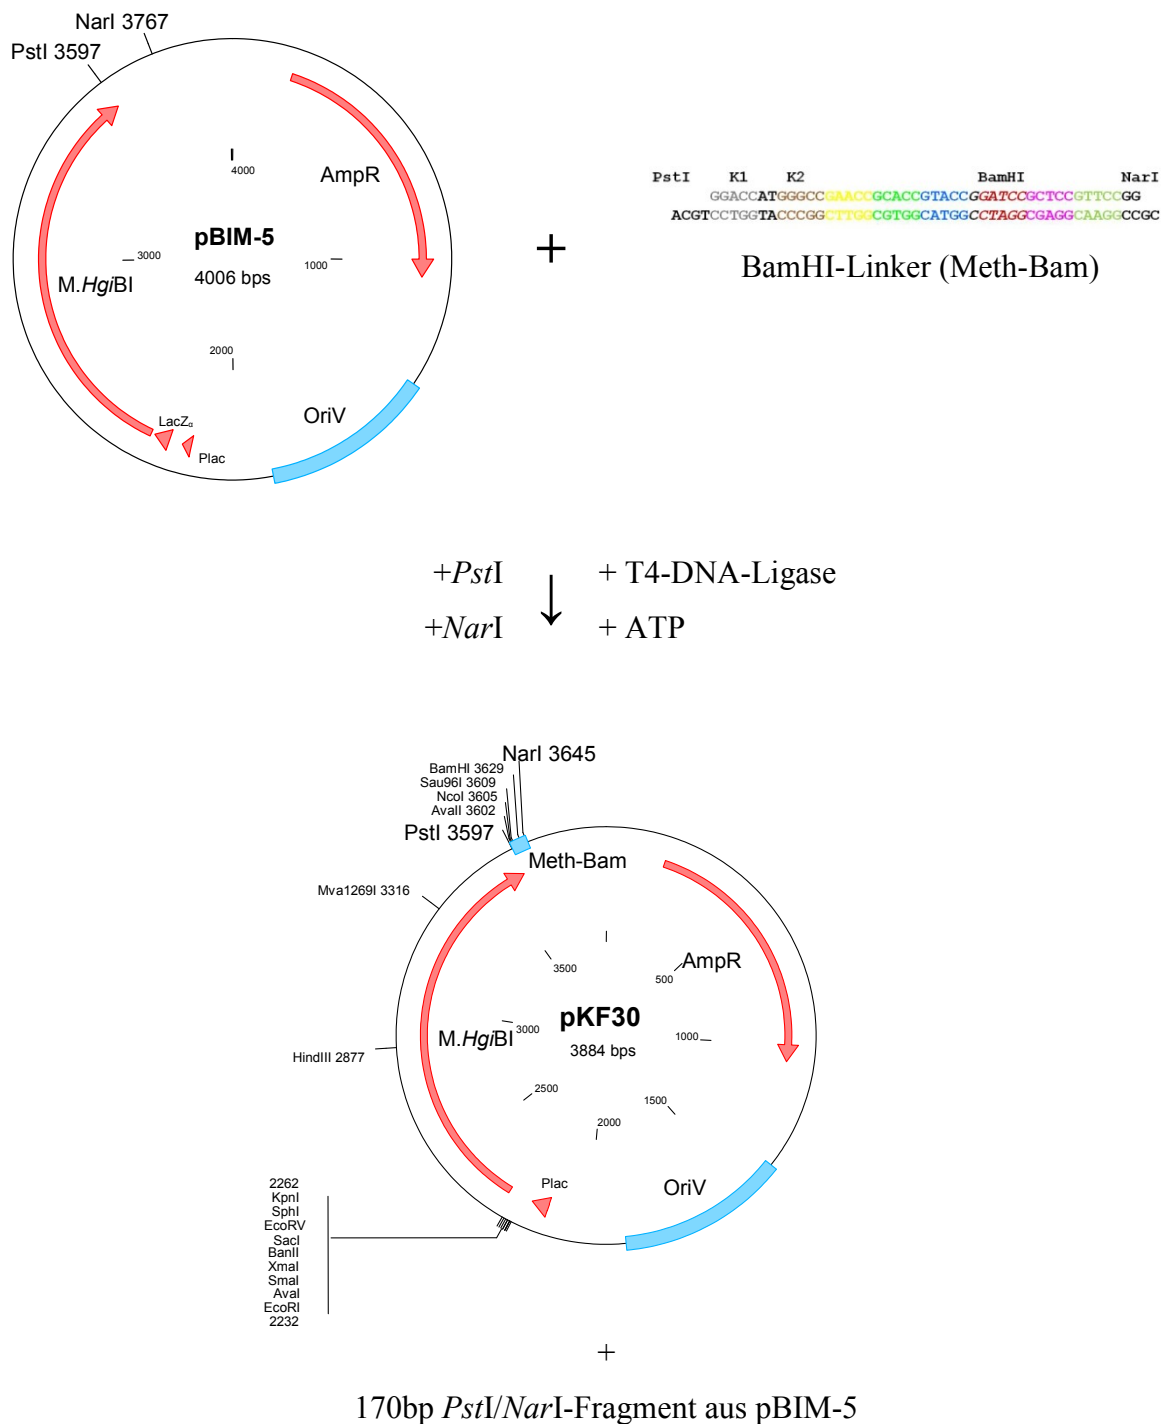 NarI 3767
PstI 3597
4000
AmpR
pBIM-5
4006 bps
3000
1000
M.HgiBI
2000
OriV
LacZα
Plac
+
PstI K1 K2 BamHI NarI
GGACCATGGGCCGAACCGCACCGTACCGGATCCGCTCCGTTCCGG
ACGTCCTGGTACCCGGCTTGGCGTGGCATGGCCTAGGCGAGGCAAGGCCGC
BamHI-Linker (Meth-Bam)
+PstI ↓ + T4-DNA-Ligase
+NarI + ATP
NarI 3645
BamHI 3629
Sau96I 3609
NcoI 3605
AvaII 3602
PstI 3597
Meth-Bam
Mva1269I 3316
AmpR
3500
500
pKF30
3884 bps
M.HgiBI
3000
1000
HindIII 2877
2500
1500
2000
Plac
OriV
2262
KpnI
SphI
EcoRV
SacI
BanII
XmaI
SmaI
AvaI
EcoRI
2232
+
170bp PstI/NarI-Fragment aus pBIM-5